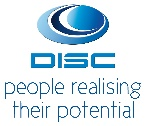 DISC
people realising
their potential